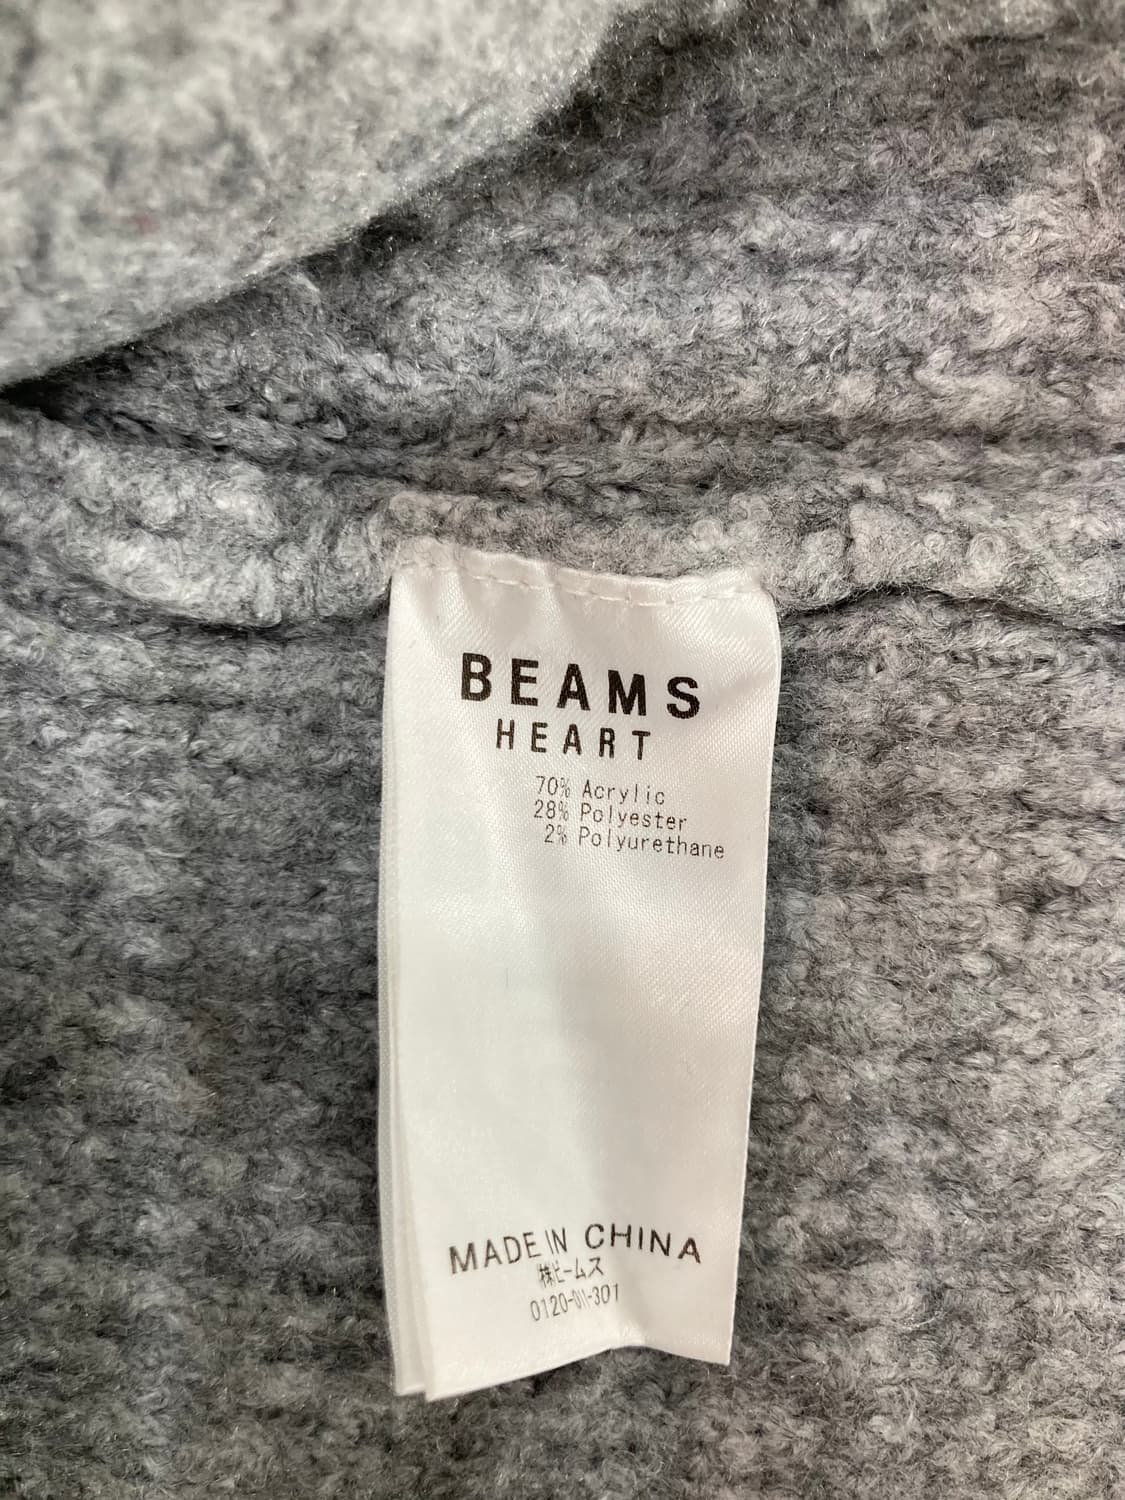 BEAMS
HEART
70% Acrylic
28% Polyester
2% Polyurethane
MADE IN CHINA
㈱ビームス
0120-011-301